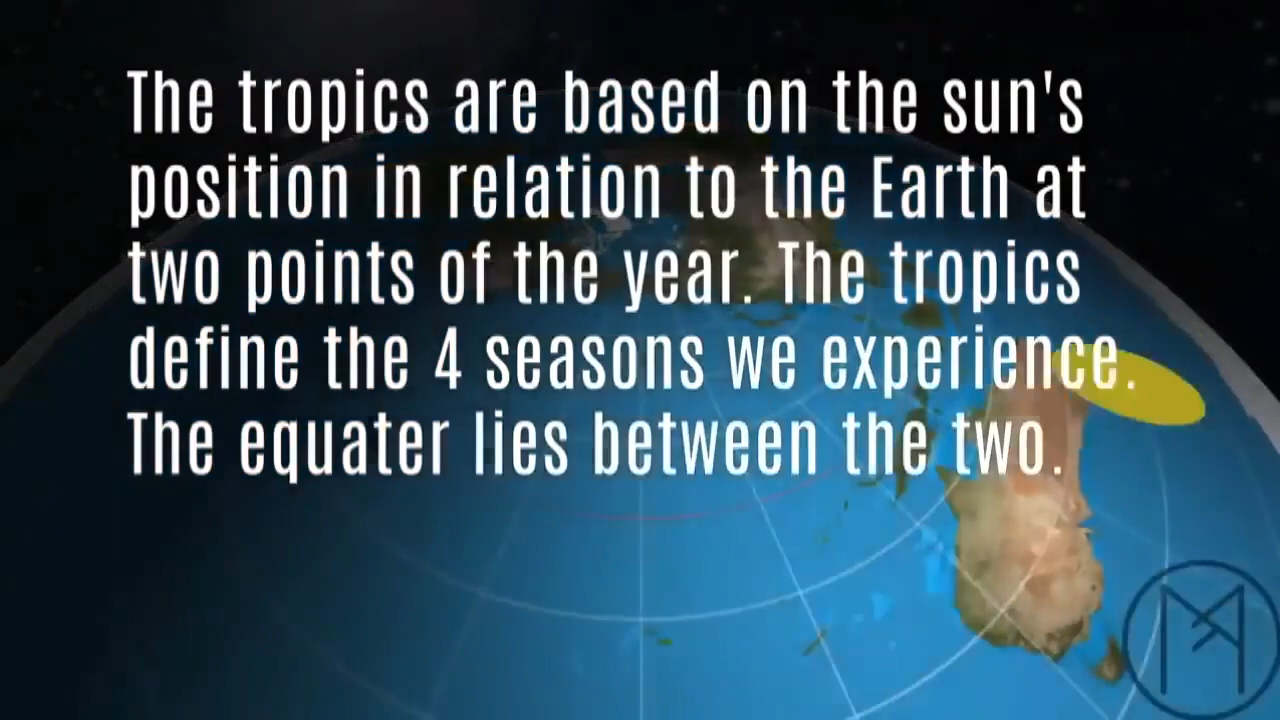 The tropics are based on the sun's
position in relation to the Earth at
two points of the year. The tropics
define the 4 seasons we experience.
The equater lies between the two.